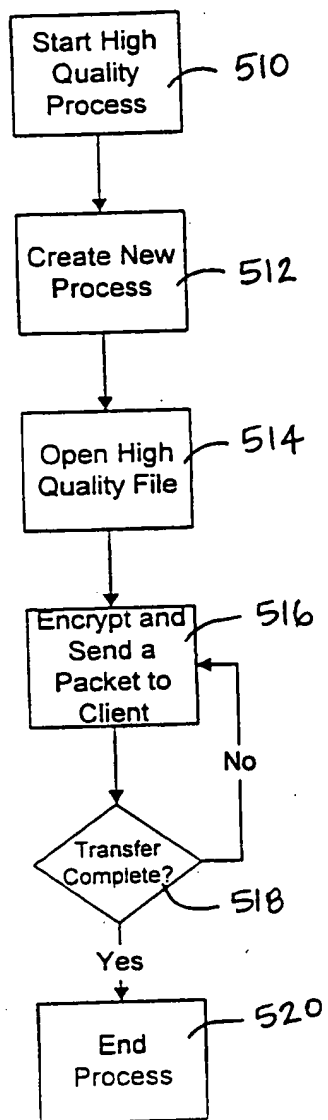 Start High
Quality
Process
510
Create New
Process
512
Open High
Quality File
514
Encrypt and
Send a
Packet to
Client
516
No
Transfer
Complete?
518
Yes
End
Process
520